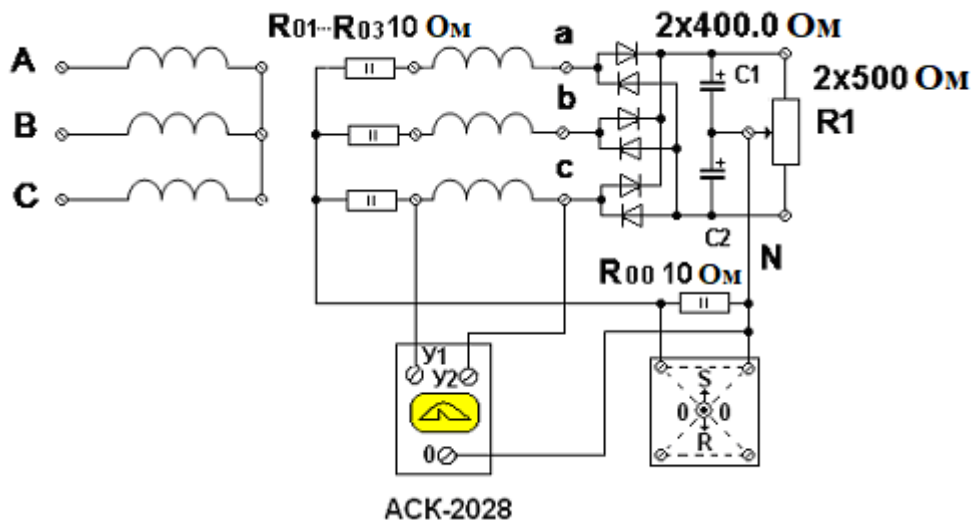 R01···R03 10 Ом
a
2x400.0 Ом
A
C1
2x500 Ом
R1
b
B
c
C
C2
N
R00 10 Ом
У1
У2
0
S
0 0
R
АСК-2028